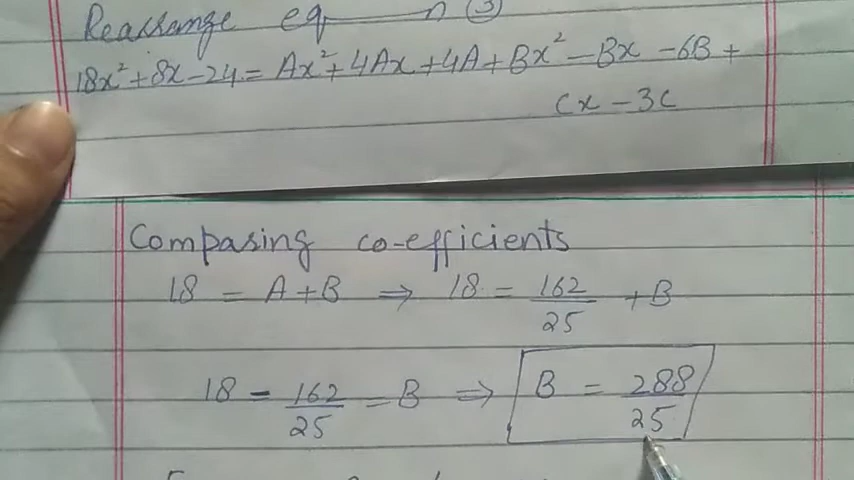 Rearrange eq n ③
18x² + 8x - 24 = Ax² + 4Ax + 4A + Bx² - Bx - 6B +
Cx - 3C
Comparing co-efficients
18 = A + B ⇒ 18 = 162/25 + B
18 - 162/25 = B ⇒ B = 288/25